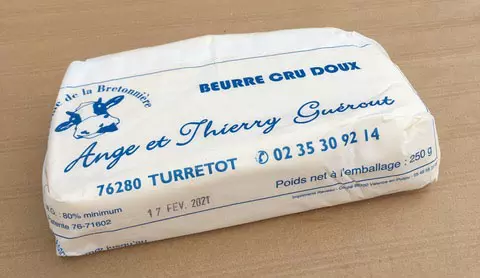 de la Bretonnière
BEURRE CRU DOUX
Ange et Thierry Guérout
76280 TURRETOT ✆ 02 35 30 92 14
Poids net à l'emballage : 250 g
80% minimum
17 FEV. 2021
76-71602